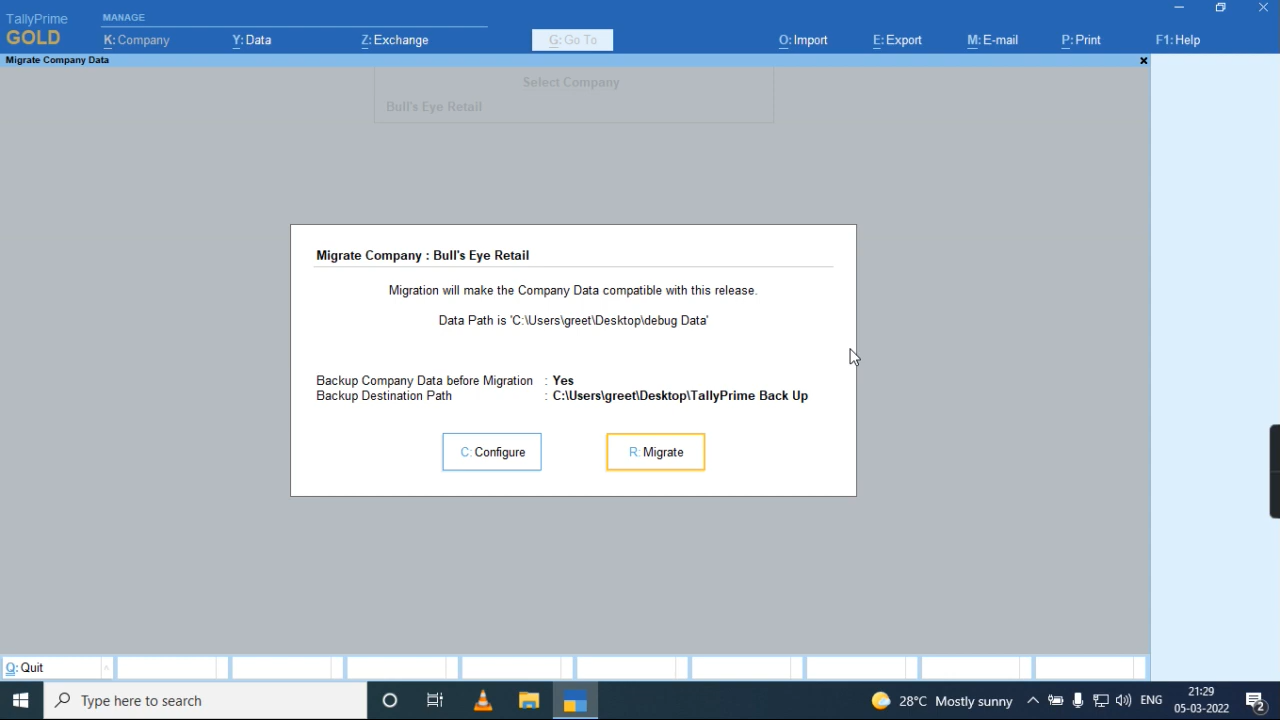 TallyPrime
MANAGE
GOLD
K: Company
Y: Data
Z: Exchange
G: Go To
O: Import
E: Export
M: E-mail
P: Print
F1: Help
Migrate Company Data
Select Company
Bull's Eye Retail
Migrate Company : Bull's Eye Retail
Migration will make the Company Data compatible with this release.
Data Path is 'C:\Users\greet\Desktop\debug Data'
Backup Company Data before Migration : Yes
Backup Destination Path : C:\Users\greet\Desktop\TallyPrime Back Up
C: Configure
R: Migrate
Q: Quit
Type here to search
28°C Mostly sunny
ENG
21:29
05-03-2022
2